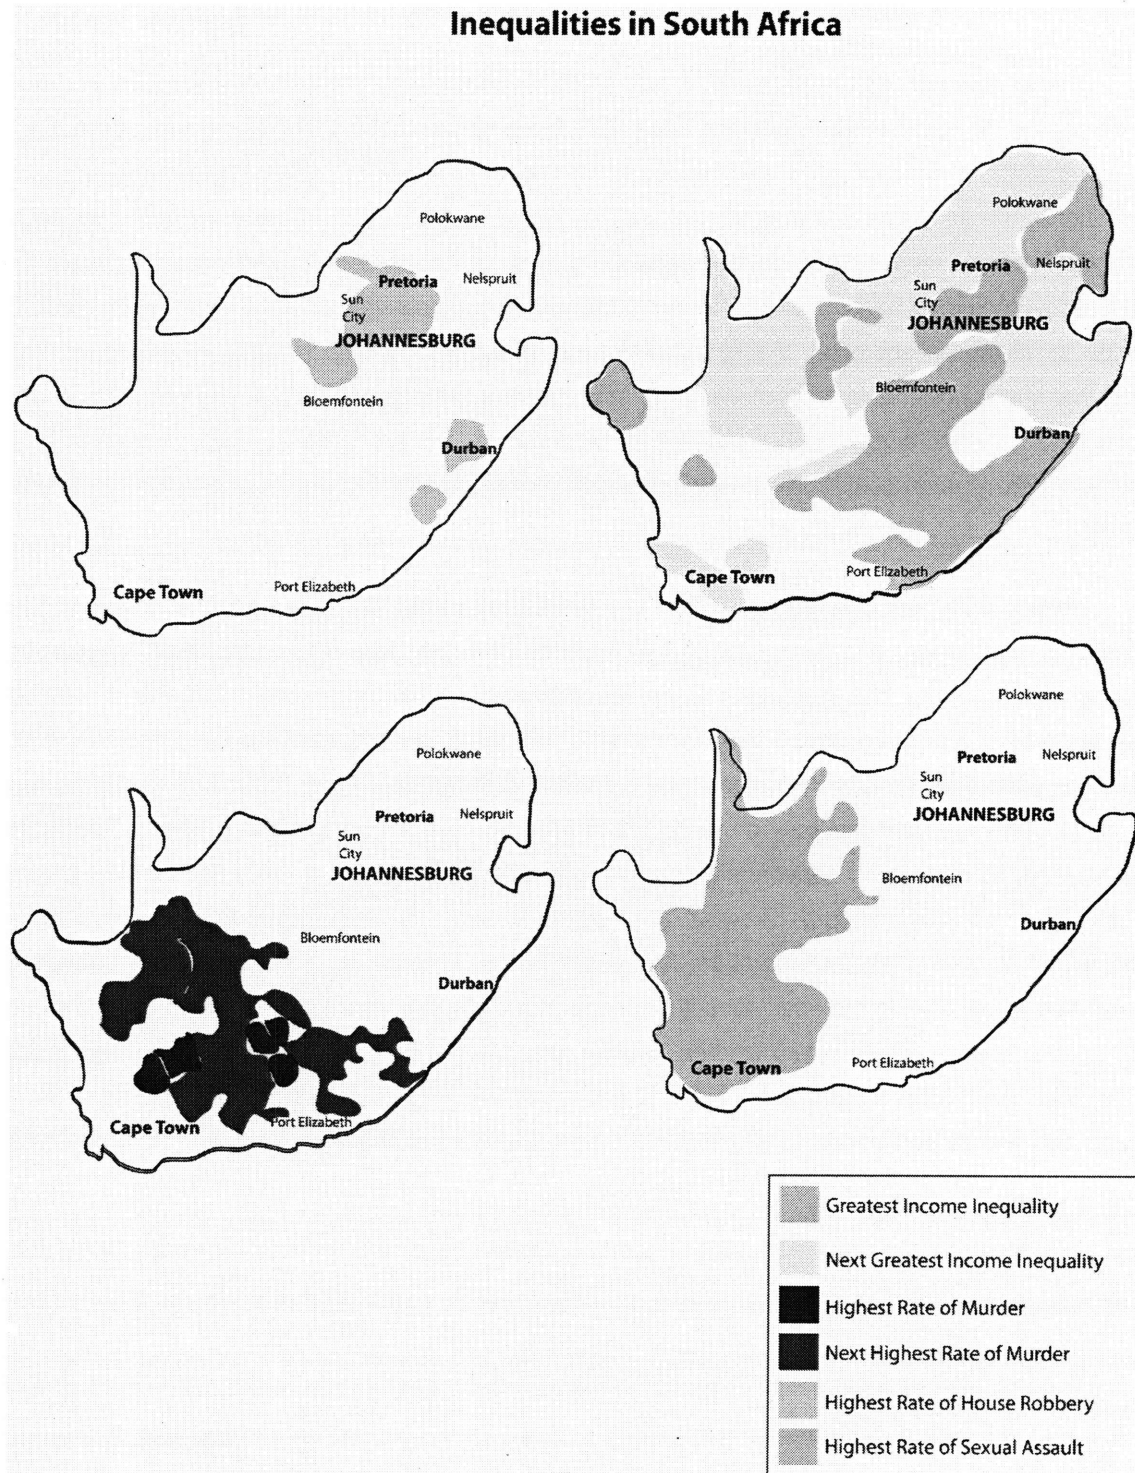 Inequalities in South Africa
Polokwane
Pretoria
Nelspruit
Sun
City
JOHANNESBURG
Bloemfontein
Durban
Cape Town
Port Elizabeth
Polokwane
Pretoria
Nelspruit
Sun
City
JOHANNESBURG
Bloemfontein
Durban
Cape Town
Port Elizabeth
Polokwane
Pretoria
Nelspruit
Sun
City
JOHANNESBURG
Bloemfontein
Durban
Cape Town
Port Elizabeth
Polokwane
Pretoria
Nelspruit
Sun
City
JOHANNESBURG
Bloemfontein
Durban
Cape Town
Port Elizabeth
Greatest Income Inequality
Next Greatest Income Inequality
Highest Rate of Murder
Next Highest Rate of Murder
Highest Rate of House Robbery
Highest Rate of Sexual Assault